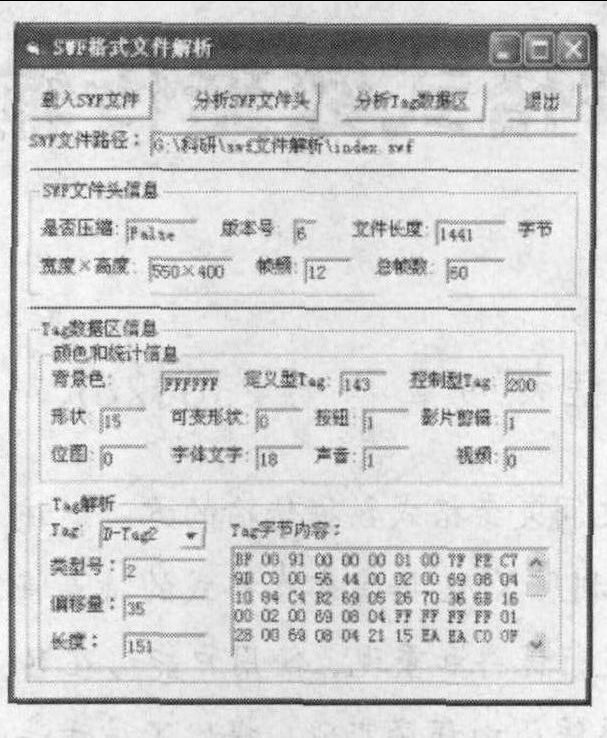 SWF格式文件解析
载入SWF文件 分析SWF文件头 分析Tag数据区 退出
SWF文件路径: G:\科研\swf文件解析\index.swf
SWF文件头信息
是否压缩: False 版本号: 6 文件长度: 1441 字节
宽度×高度: 550×400 帧频: 12 总帧数: 60
Tag数据区信息
颜色和统计信息
背景色: FFFFFF 定义型Tag: 143 控制型Tag: 200
形状: 15 可变形状: 0 按钮: 1 影片剪辑: 1
位图: 0 字体文字: 18 声音: 1 视频: 0
Tag解析
Tag: D-Tag2 Tag字节内容:
类型号: 2
偏移量: 35
长度: 151
BF 00 91 00 00 00 01 00 7F FE C7
9D C0 00 56 44 00 02 00 69 08 04
10 84 C4 B2 69 05 26 70 36 6B 16
00 02 00 69 08 04 FF FF FF FF 01
28 00 69 08 04 21 15 EA EA C0 0F